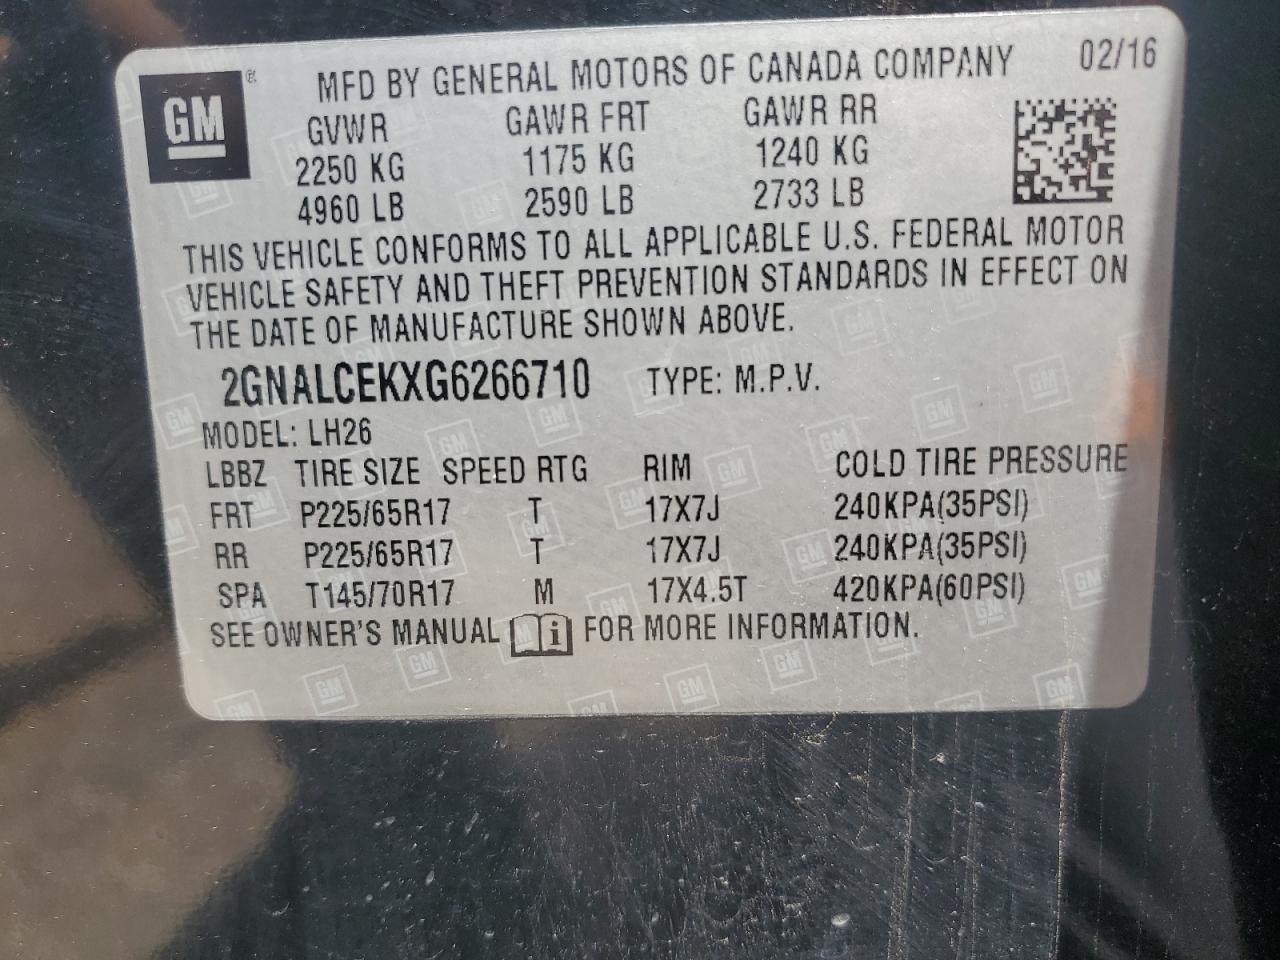 GM ® MFD BY GENERAL MOTORS OF CANADA COMPANY 02/16
GVWR GAWR FRT GAWR RR
2250 KG 1175 KG 1240 KG
4960 LB 2590 LB 2733 LB
THIS VEHICLE CONFORMS TO ALL APPLICABLE U.S. FEDERAL MOTOR
VEHICLE SAFETY AND THEFT PREVENTION STANDARDS IN EFFECT ON
THE DATE OF MANUFACTURE SHOWN ABOVE.
2GNALCEKXG6266710 TYPE: M.P.V.
MODEL: LH26
LBBZ TIRE SIZE SPEED RTG RIM COLD TIRE PRESSURE
FRT P225/65R17 T 17X7J 240KPA(35PSI)
RR P225/65R17 T 17X7J 240KPA(35PSI)
SPA T145/70R17 M 17X4.5T 420KPA(60PSI)
SEE OWNER'S MANUAL i FOR MORE INFORMATION.